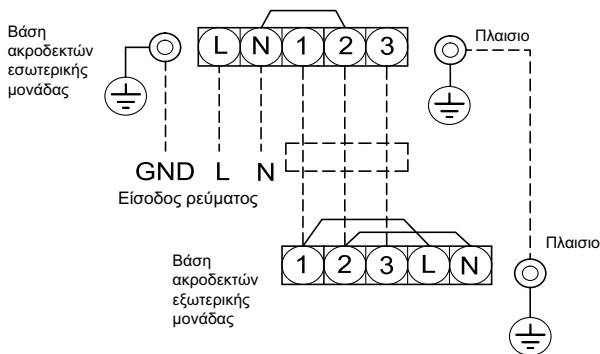 Βάση
ακροδεκτών
εσωτερικής
μονάδας
L N 1 2 3
Πλαισιο
GND L N
Είσοδος ρεύματος
Βάση
ακροδεκτών
εξωτερικής
μονάδας
1 2 3 L N
Πλαισιο